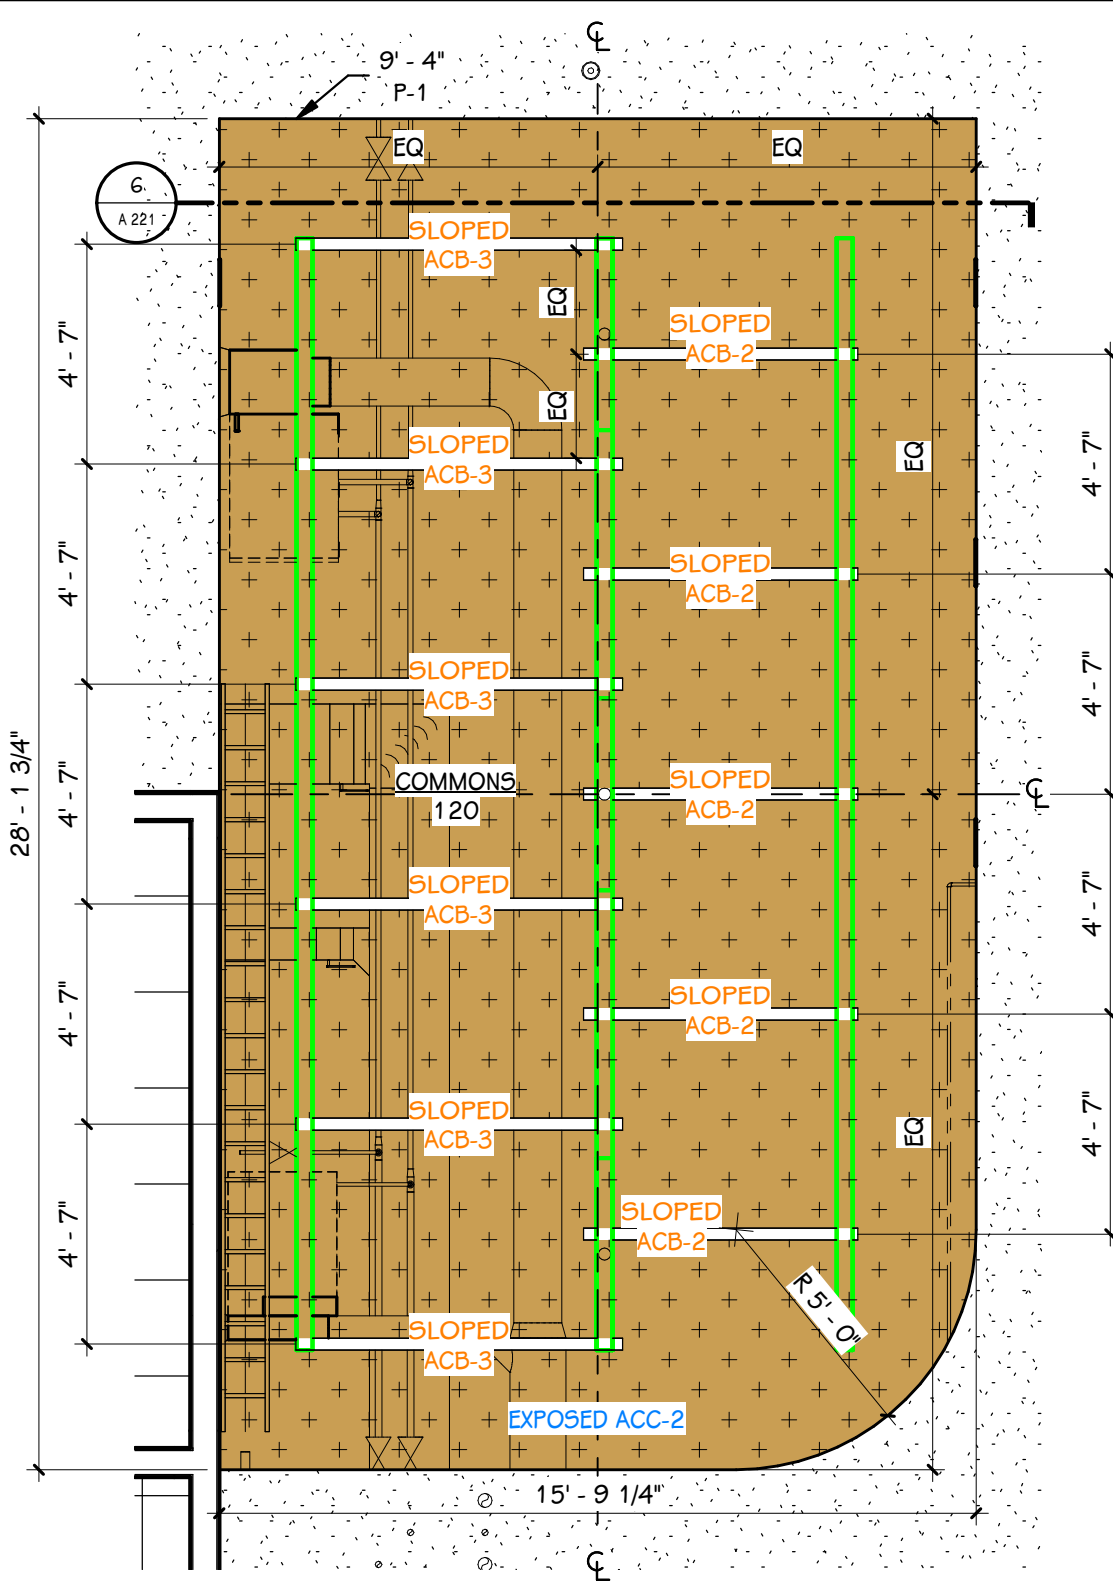 ℄
9' - 4"
P-1
EQ
EQ
6
A 221
SLOPED
ACB-3
EQ
SLOPED
ACB-2
4' - 7"
EQ
SLOPED
ACB-3
EQ
4' - 7"
SLOPED
ACB-2
4' - 7"
SLOPED
ACB-3
4' - 7"
28' - 1 3/4"
COMMONS
120
SLOPED
ACB-2
℄
4' - 7"
SLOPED
ACB-3
4' - 7"
SLOPED
ACB-2
4' - 7"
SLOPED
ACB-3
EQ
4' - 7"
SLOPED
ACB-2
4' - 7"
R 5' - 0"
SLOPED
ACB-3
EXPOSED ACC-2
15' - 9 1/4"
℄